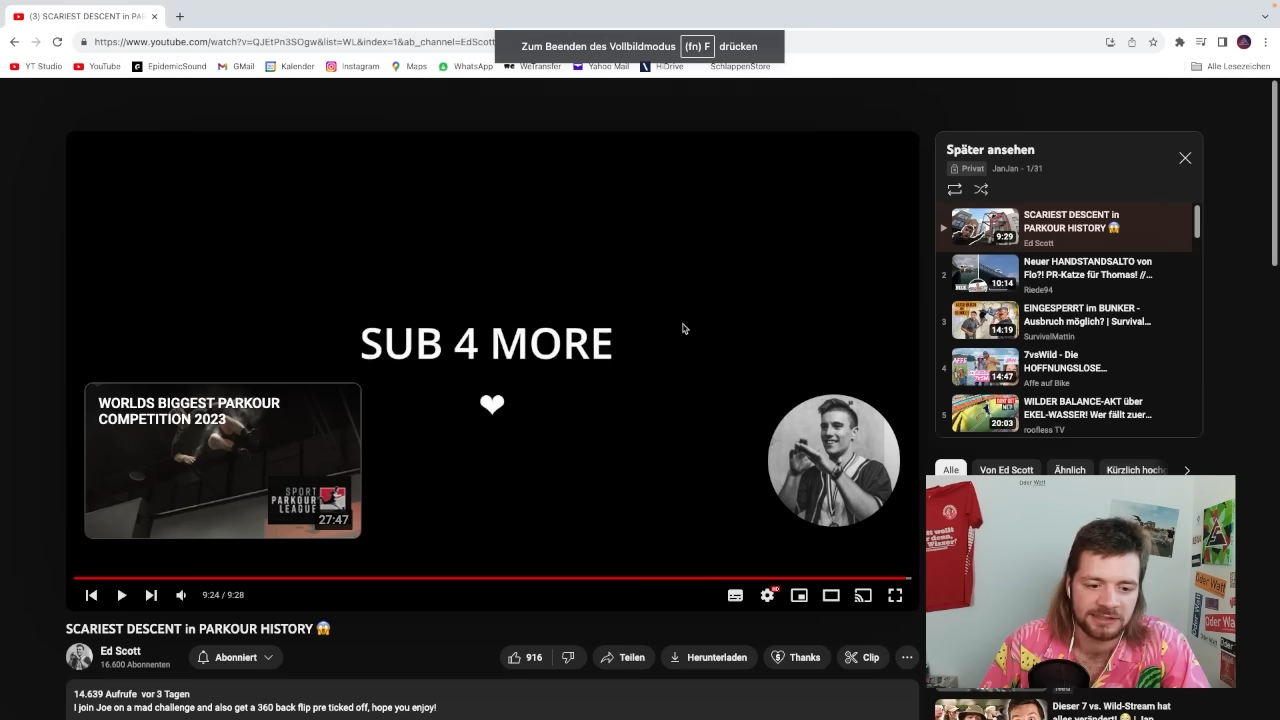 (3) SCARIEST DESCENT in PA
https://www.youtube.com/watch?v=QJEtPn3SOgw&list=WL&index=1&ab_channel=EdScott
Zum Beenden des Vollbildmodus (fn) F drücken
YT Studio YouTube EpidemicSound GMail Kalender Instagram Maps WhatsApp WeTransfer Yahoo Mail HiDrive SchlappenStore Alle Lesezeichen
SUB 4 MORE
WORLDS BIGGEST PARKOUR
COMPETITION 2023
SPORT
PARKOUR
LEAGUE
27:47
9:24 / 9:28
HD
SCARIEST DESCENT in PARKOUR HISTORY 😱
Ed Scott
16.600 Abonnenten
Abonniert
916
Teilen
Herunterladen
Thanks
Clip
14.639 Aufrufe vor 3 Tagen
I join Joe on a mad challenge and also get a 360 back flip pre ticked off, hope you enjoy!
Später ansehen
Privat JanJan - 1/31
9:29
SCARIEST DESCENT in
PARKOUR HISTORY 😱
Ed Scott
2
10:14
Neuer HANDSTANDSALTO von
Flo?! PR-Katze für Thomas! //...
Riede94
3
14:19
EINGESPERRT im BUNKER -
Ausbruch möglich? | Survival...
SurvivalMattin
4
14:47
7vsWild - Die
HOFFNUNGSLOSE...
Affe auf Bike
5
20:03
WILDER BALANCE-AKT über
EKEL-WASSER! Wer fällt zuer...
roofless TV
Alle Von Ed Scott Ähnlich Kürzlich hoch
Oder Watt
Oder Watt
Oder Watt
Dieser 7 vs. Wild-Stream hat